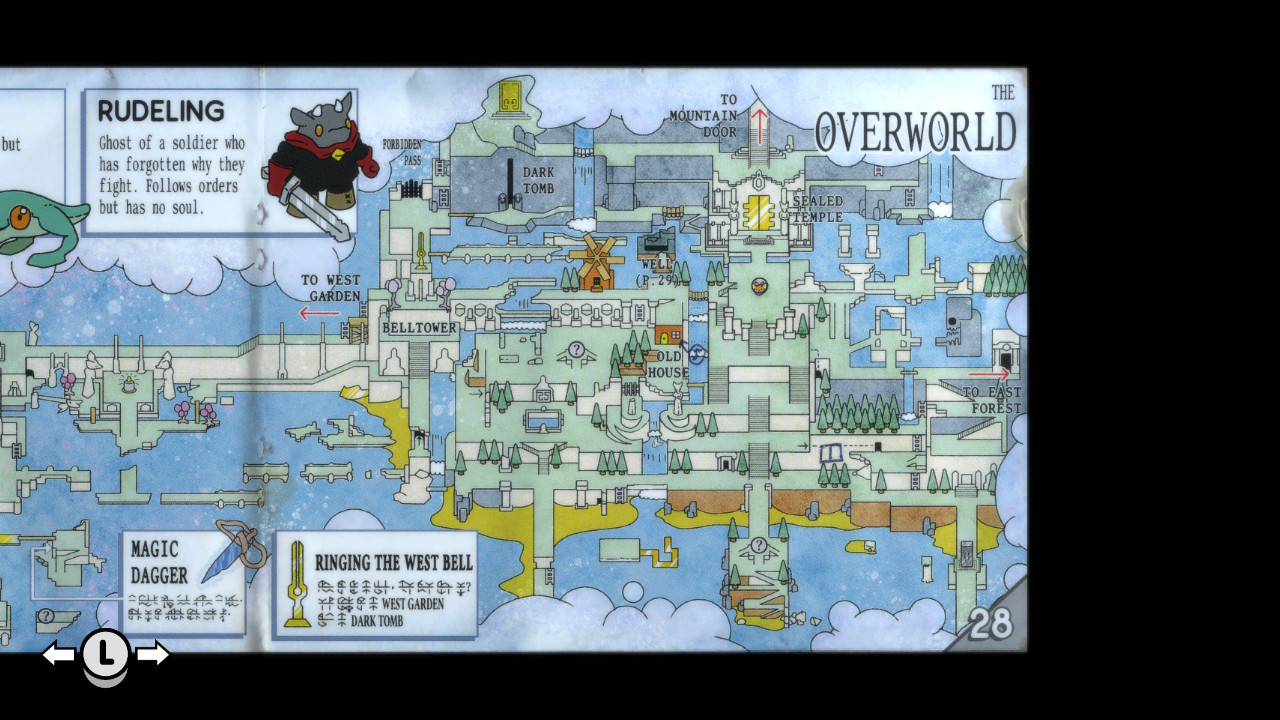 but
RUDELING
Ghost of a soldier who
has forgotten why they
fight. Follows orders
but has no soul.
THE
OVERWORLD
TO
MOUNTAIN
DOOR
FORBIDDEN
PASS
DARK
TOMB
SEALED
TEMPLE
WELL
(P.29)
TO WEST
GARDEN
BELLTOWER
OLD
HOUSE
TO EAST
FOREST
?
?
?
MAGIC
DAGGER
RINGING THE WEST BELL
WEST GARDEN
DARK TOMB
28
L